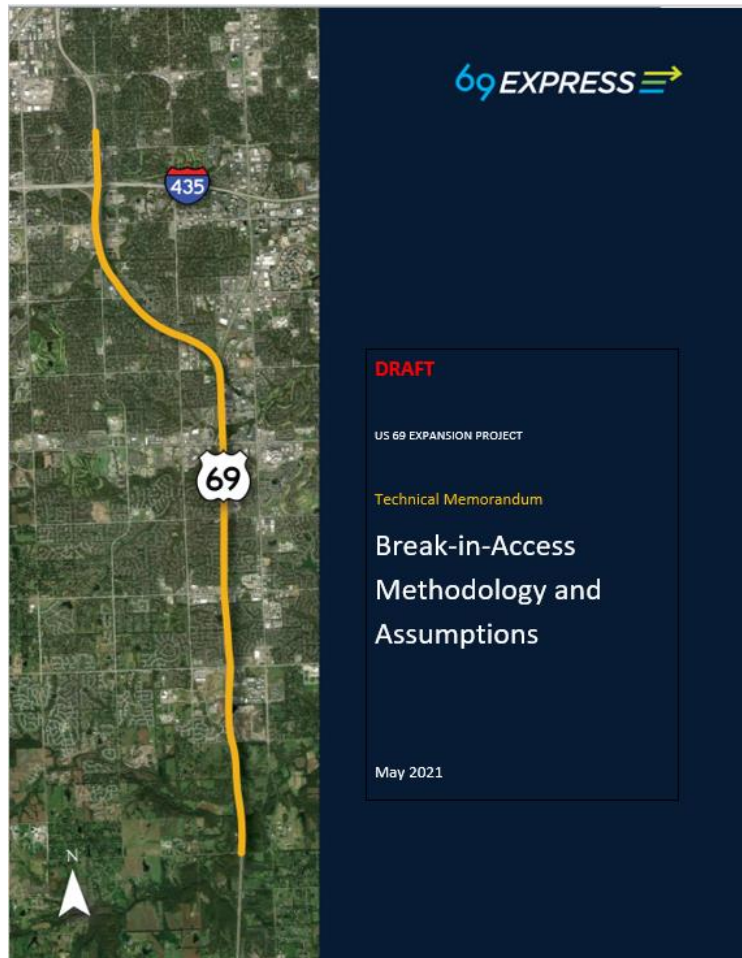 69 EXPRESS
435
DRAFT
US 69 EXPANSION PROJECT
69
Technical Memorandum
Break-in-Access
Methodology and
Assumptions
May 2021
N